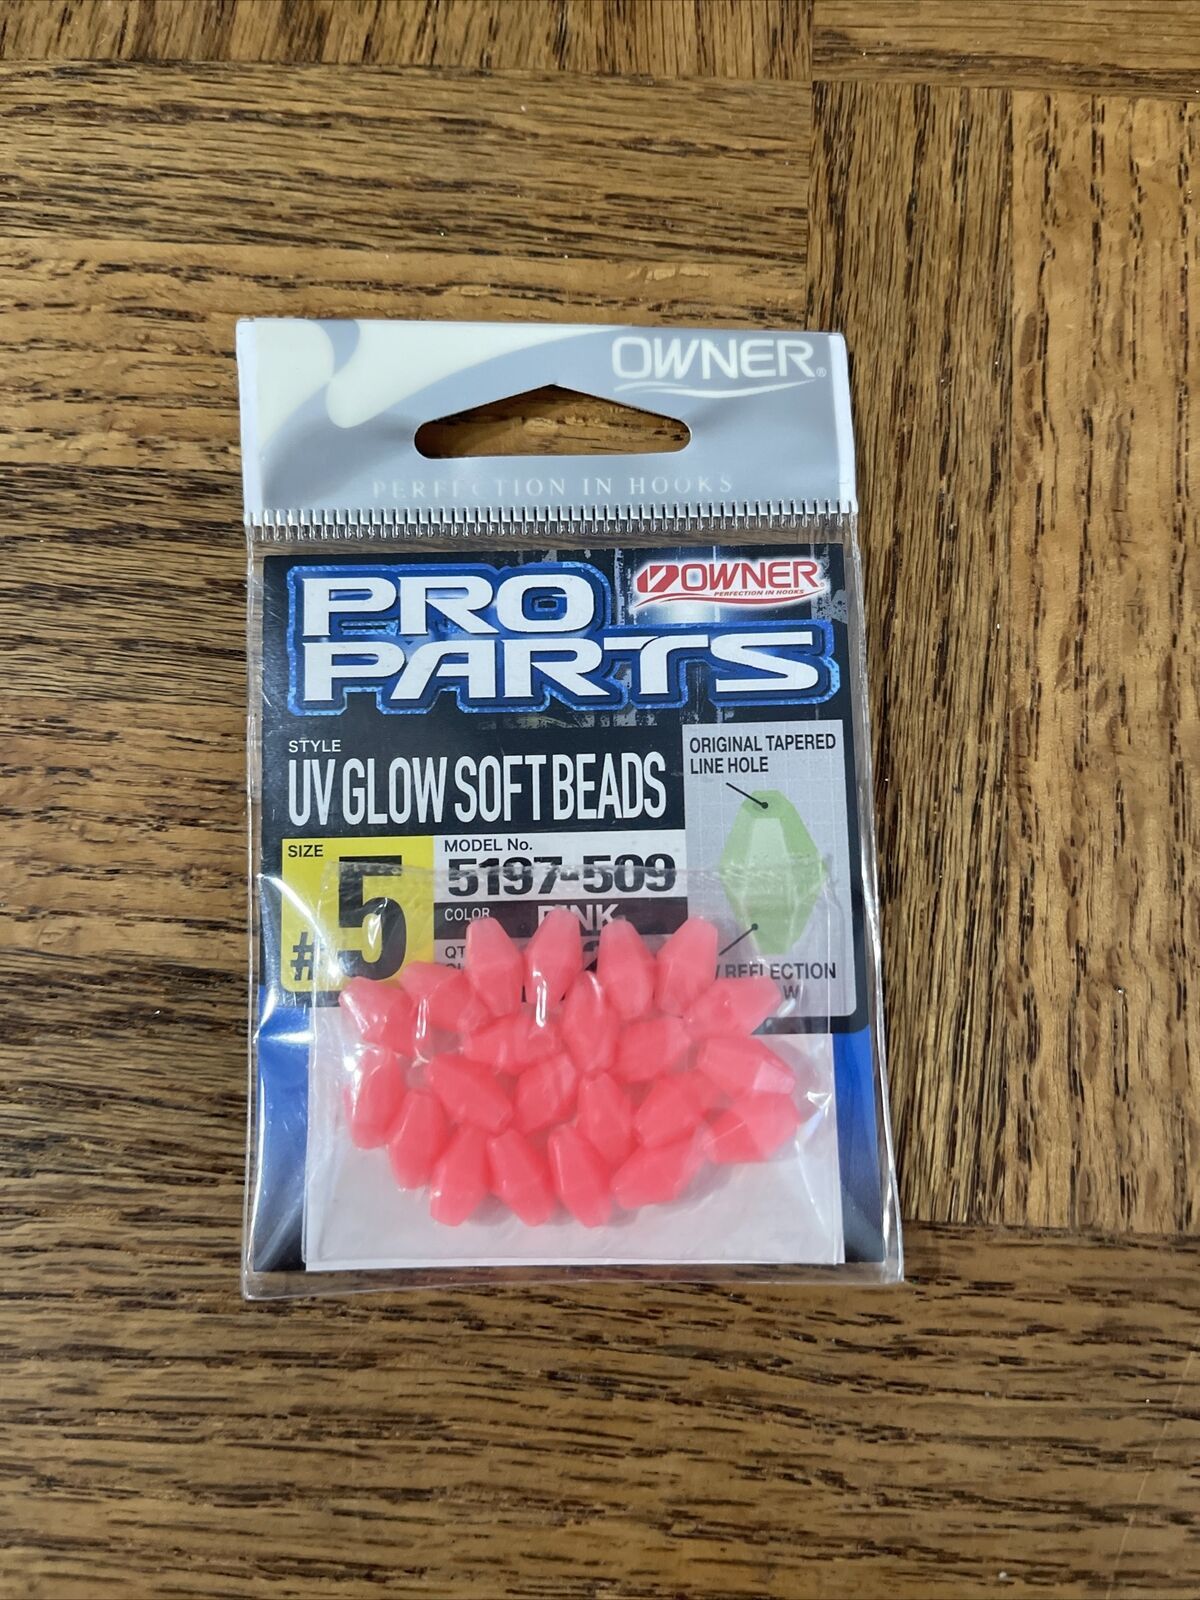 OWNER®
PERFECTION IN HOOKS
PRO
PARTS
OWNER®
PERFECTION IN HOOKS
STYLE
UV GLOW SOFT BEADS
ORIGINAL TAPERED
LINE HOLE
SIZE
#5
MODEL No.
5197-509
COLOR
PINK
REFLECTION